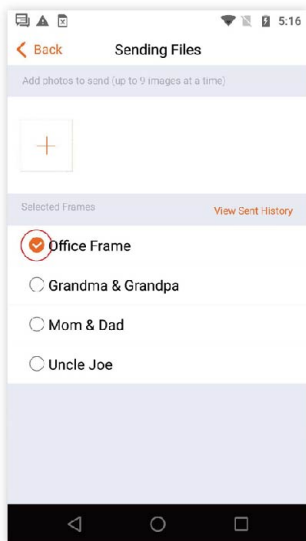 5:16
Back Sending Files
Add photos to send (up to 9 images at a time)
Selected Frames View Sent History
Office Frame
Grandma & Grandpa
Mom & Dad
Uncle Joe